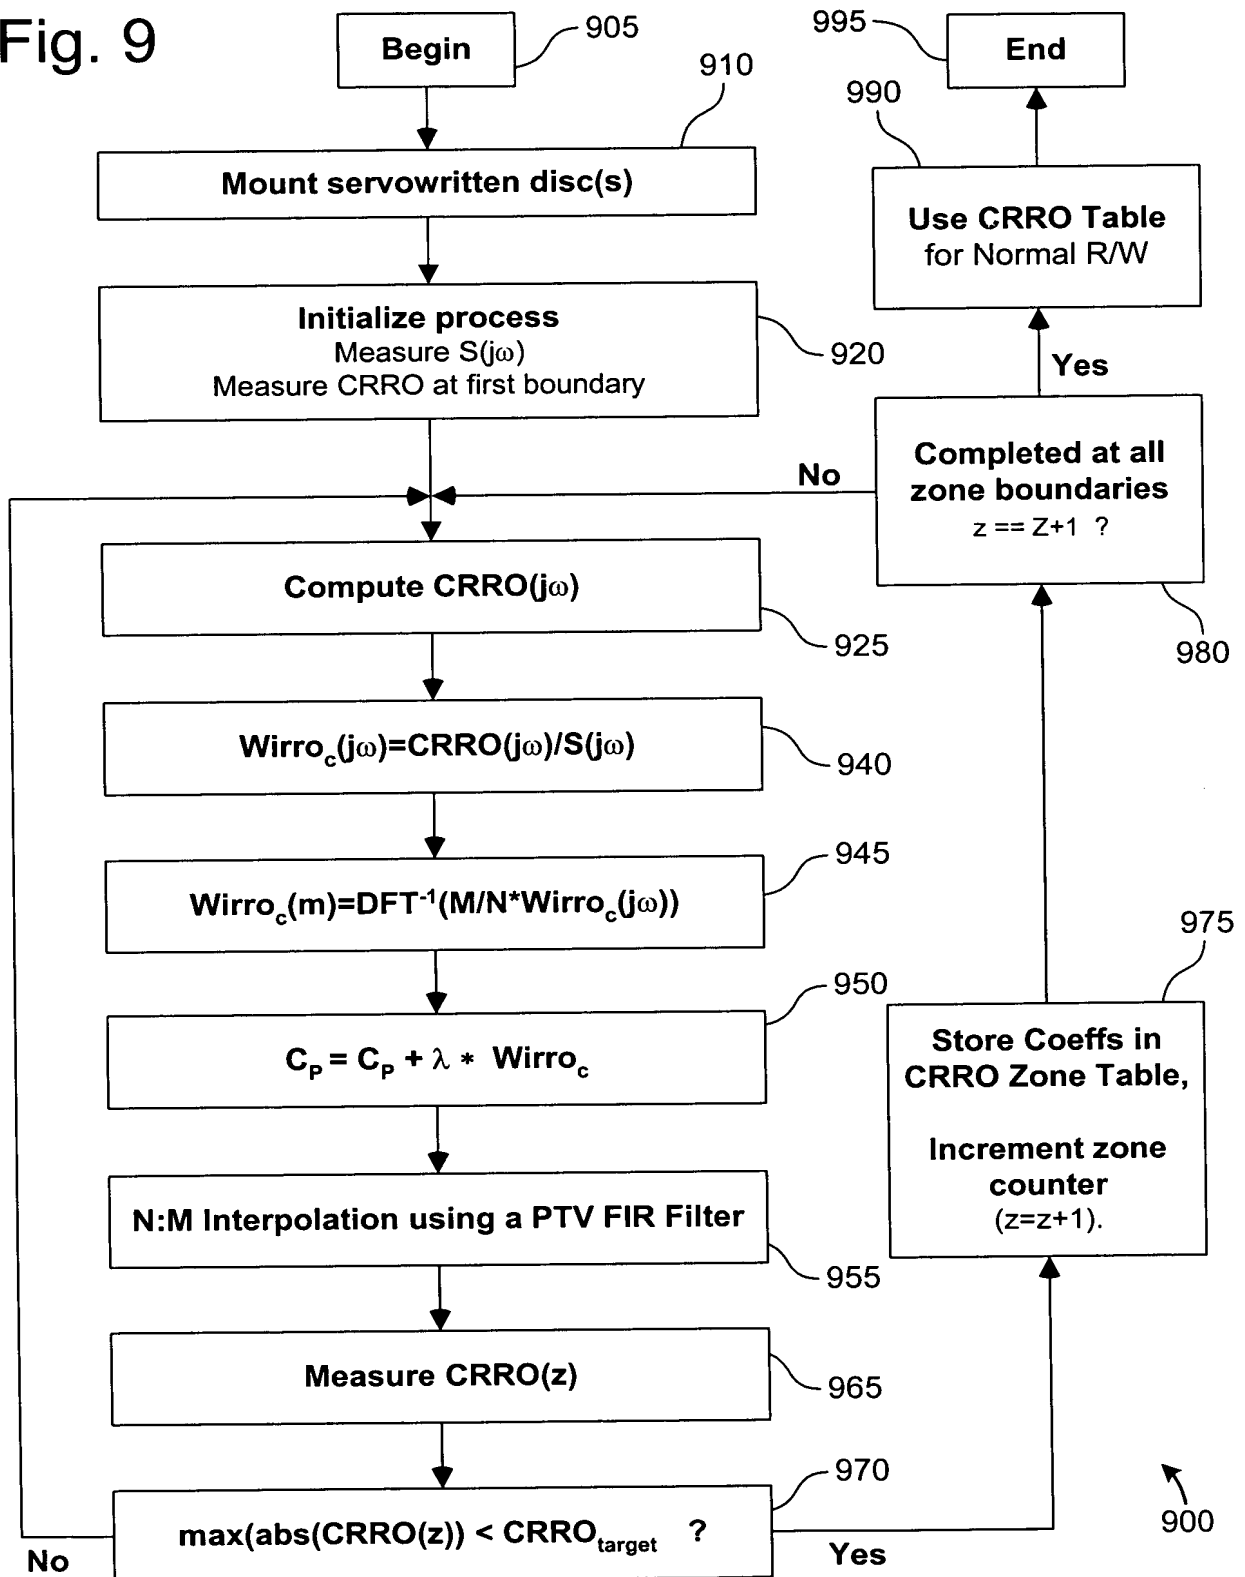 Fig. 9
Begin
905
910
Mount servowritten disc(s)
Initialize process
Measure S(jω)
Measure CRRO at first boundary
920
Compute CRRO(jω)
925
Wirro_c(jω)=CRRO(jω)/S(jω)
940
Wirro_c(m)=DFT⁻¹(M/N*Wirro_c(jω))
945
C_P = C_P + λ * Wirro_c
950
N:M Interpolation using a PTV FIR Filter
955
Measure CRRO(z)
965
max(abs(CRRO(z)) < CRRO_target ?
970
No
Yes
975
Store Coeffs in
CRRO Zone Table,
Increment zone
counter
(z=z+1).
Completed at all
zone boundaries
z == Z+1 ?
980
No
Yes
990
Use CRRO Table
for Normal R/W
995
End
900